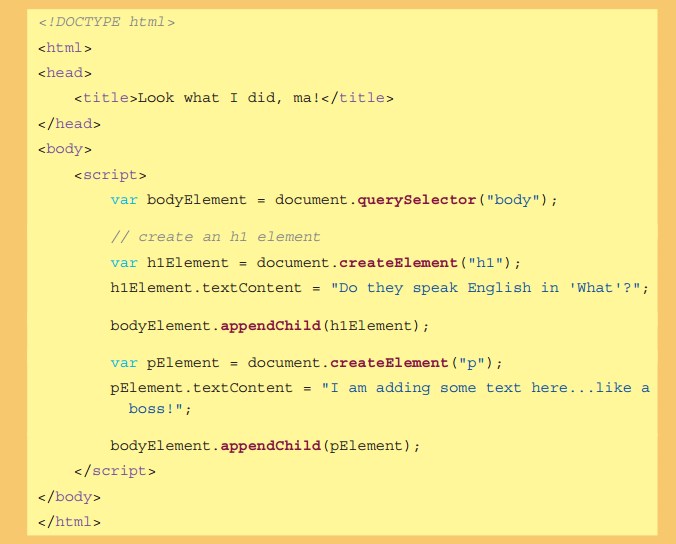 <!DOCTYPE html>
<html>
<head>
    <title>Look what I did, ma!</title>
</head>
<body>
    <script>
        var bodyElement = document.querySelector("body");
        // create an h1 element
        var h1Element = document.createElement("h1");
        h1Element.textContent = "Do they speak English in 'What'?";
        bodyElement.appendChild(h1Element);
        var pElement = document.createElement("p");
        pElement.textContent = "I am adding some text here...like a
          boss!";
        bodyElement.appendChild(pElement);
    </script>
</body>
</html>